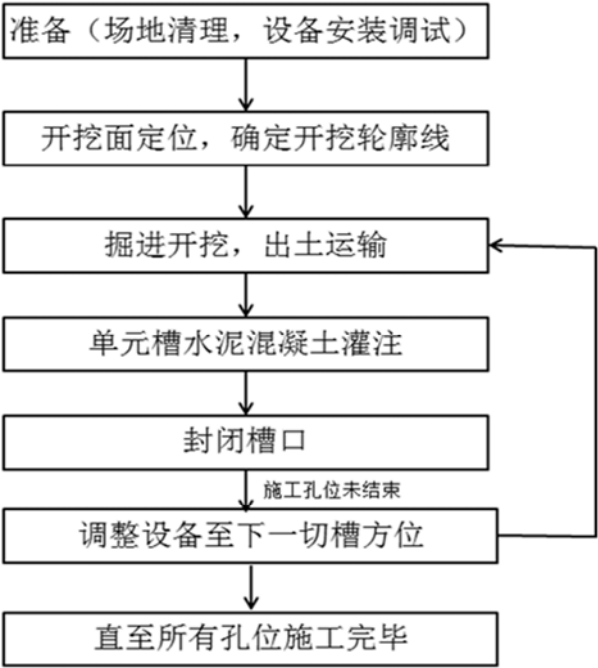 准备（场地清理，设备安装调试）
开挖面定位，确定开挖轮廓线
掘进开挖，出土运输
单元槽水泥混凝土灌注
封闭槽口
施工孔位未结束
调整设备至下一切槽方位
直至所有孔位施工完毕